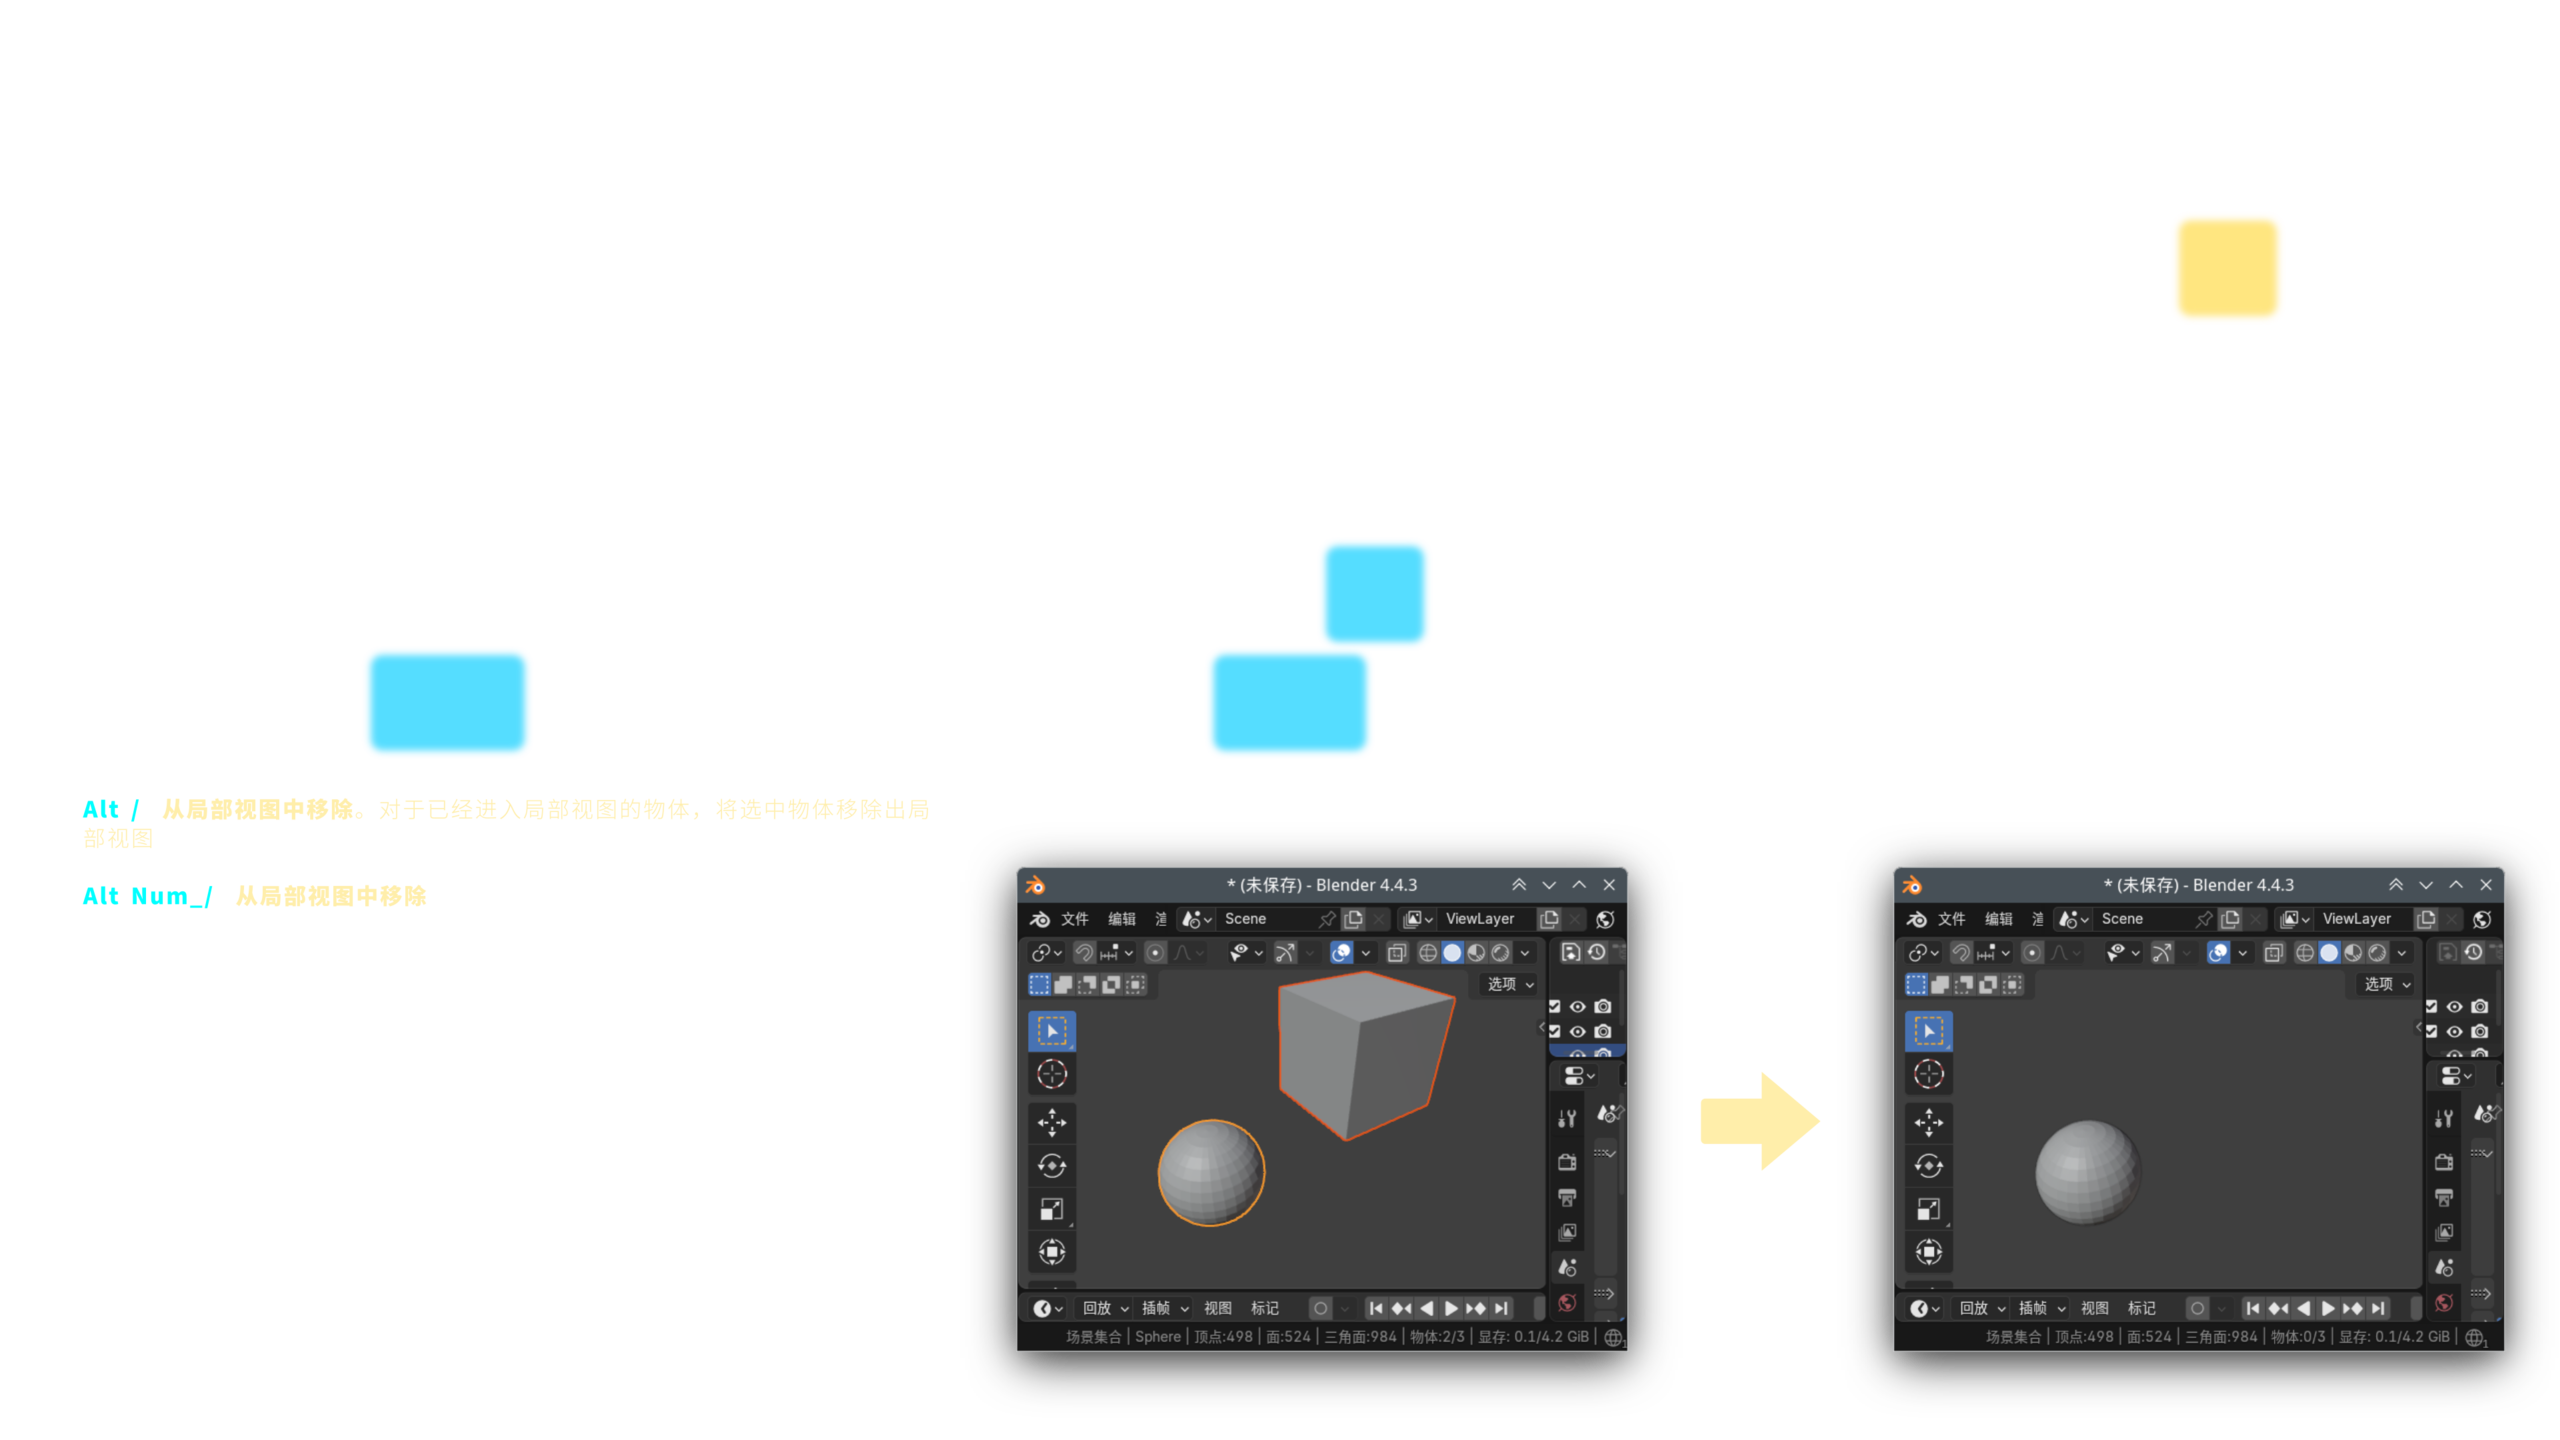 Alt / 从局部视图中移除。对于已经进入局部视图的物体，将选中物体移除出局
部视图
Alt Num_/ 从局部视图中移除
* (未保存) - Blender 4.4.3
文件 编辑 Scene ViewLayer
选项
回放 插帧 视图 标记
场景集合 | Sphere | 顶点:498 | 面:524 | 三角面:984 | 物体:2/3 | 显存: 0.1/4.2 GiB | 1
* (未保存) - Blender 4.4.3
文件 编辑 Scene ViewLayer
选项
回放 插帧 视图 标记
场景集合 | 顶点:498 | 面:524 | 三角面:984 | 物体:0/3 | 显存: 0.1/4.2 GiB | 1